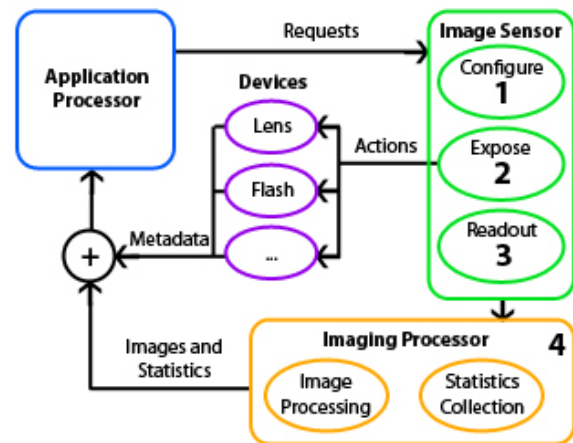 Requests
Image Sensor
Configure
1
Application
Processor
Devices
Lens
Actions
Expose
2
Flash
Readout
3
Metadata
...
+
Imaging Processor
4
Images and
Statistics
Image
Processing
Statistics
Collection